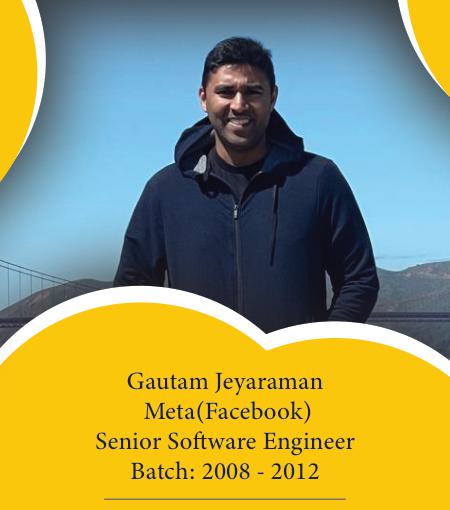 Gautam Jeyaraman
Meta(Facebook)
Senior Software Engineer
Batch: 2008 - 2012